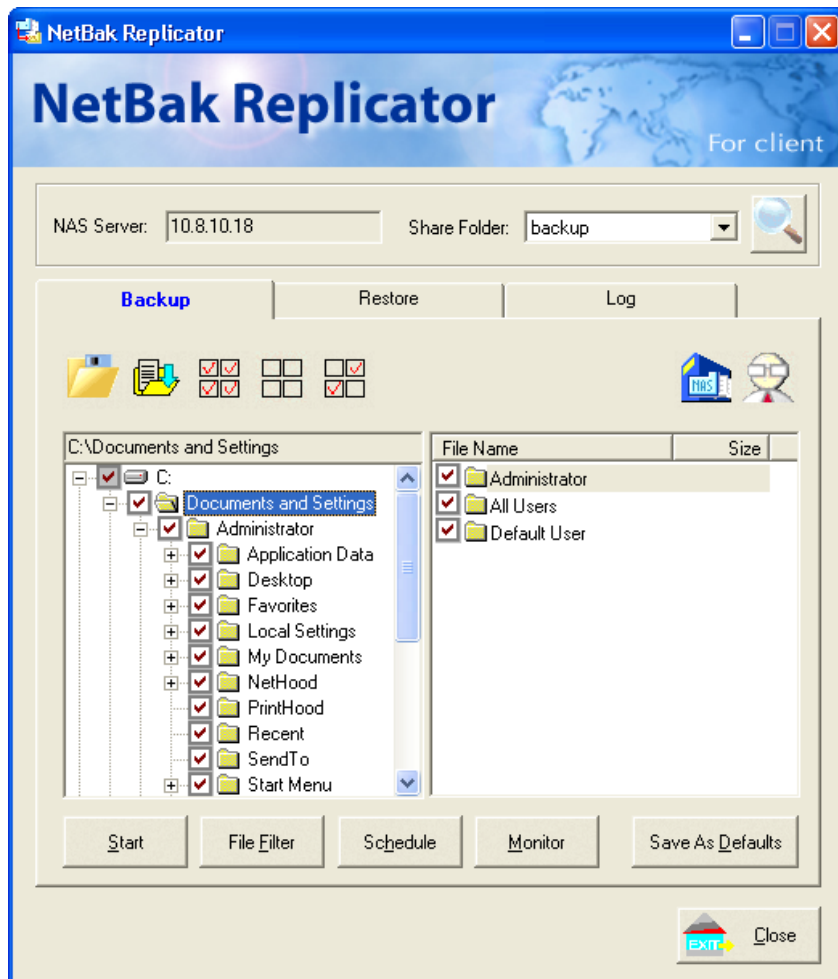 NetBak Replicator
NetBak Replicator
For client
NAS Server: 10.8.10.18 Share Folder: backup
Backup Restore Log
NAS
C:\Documents and Settings
C:
Documents and Settings
Administrator
Application Data
Desktop
Favorites
Local Settings
My Documents
NetHood
PrintHood
Recent
SendTo
Start Menu
File Name Size
Administrator
All Users
Default User
Start File Filter Schedule Monitor Save As Defaults
EXIT Close